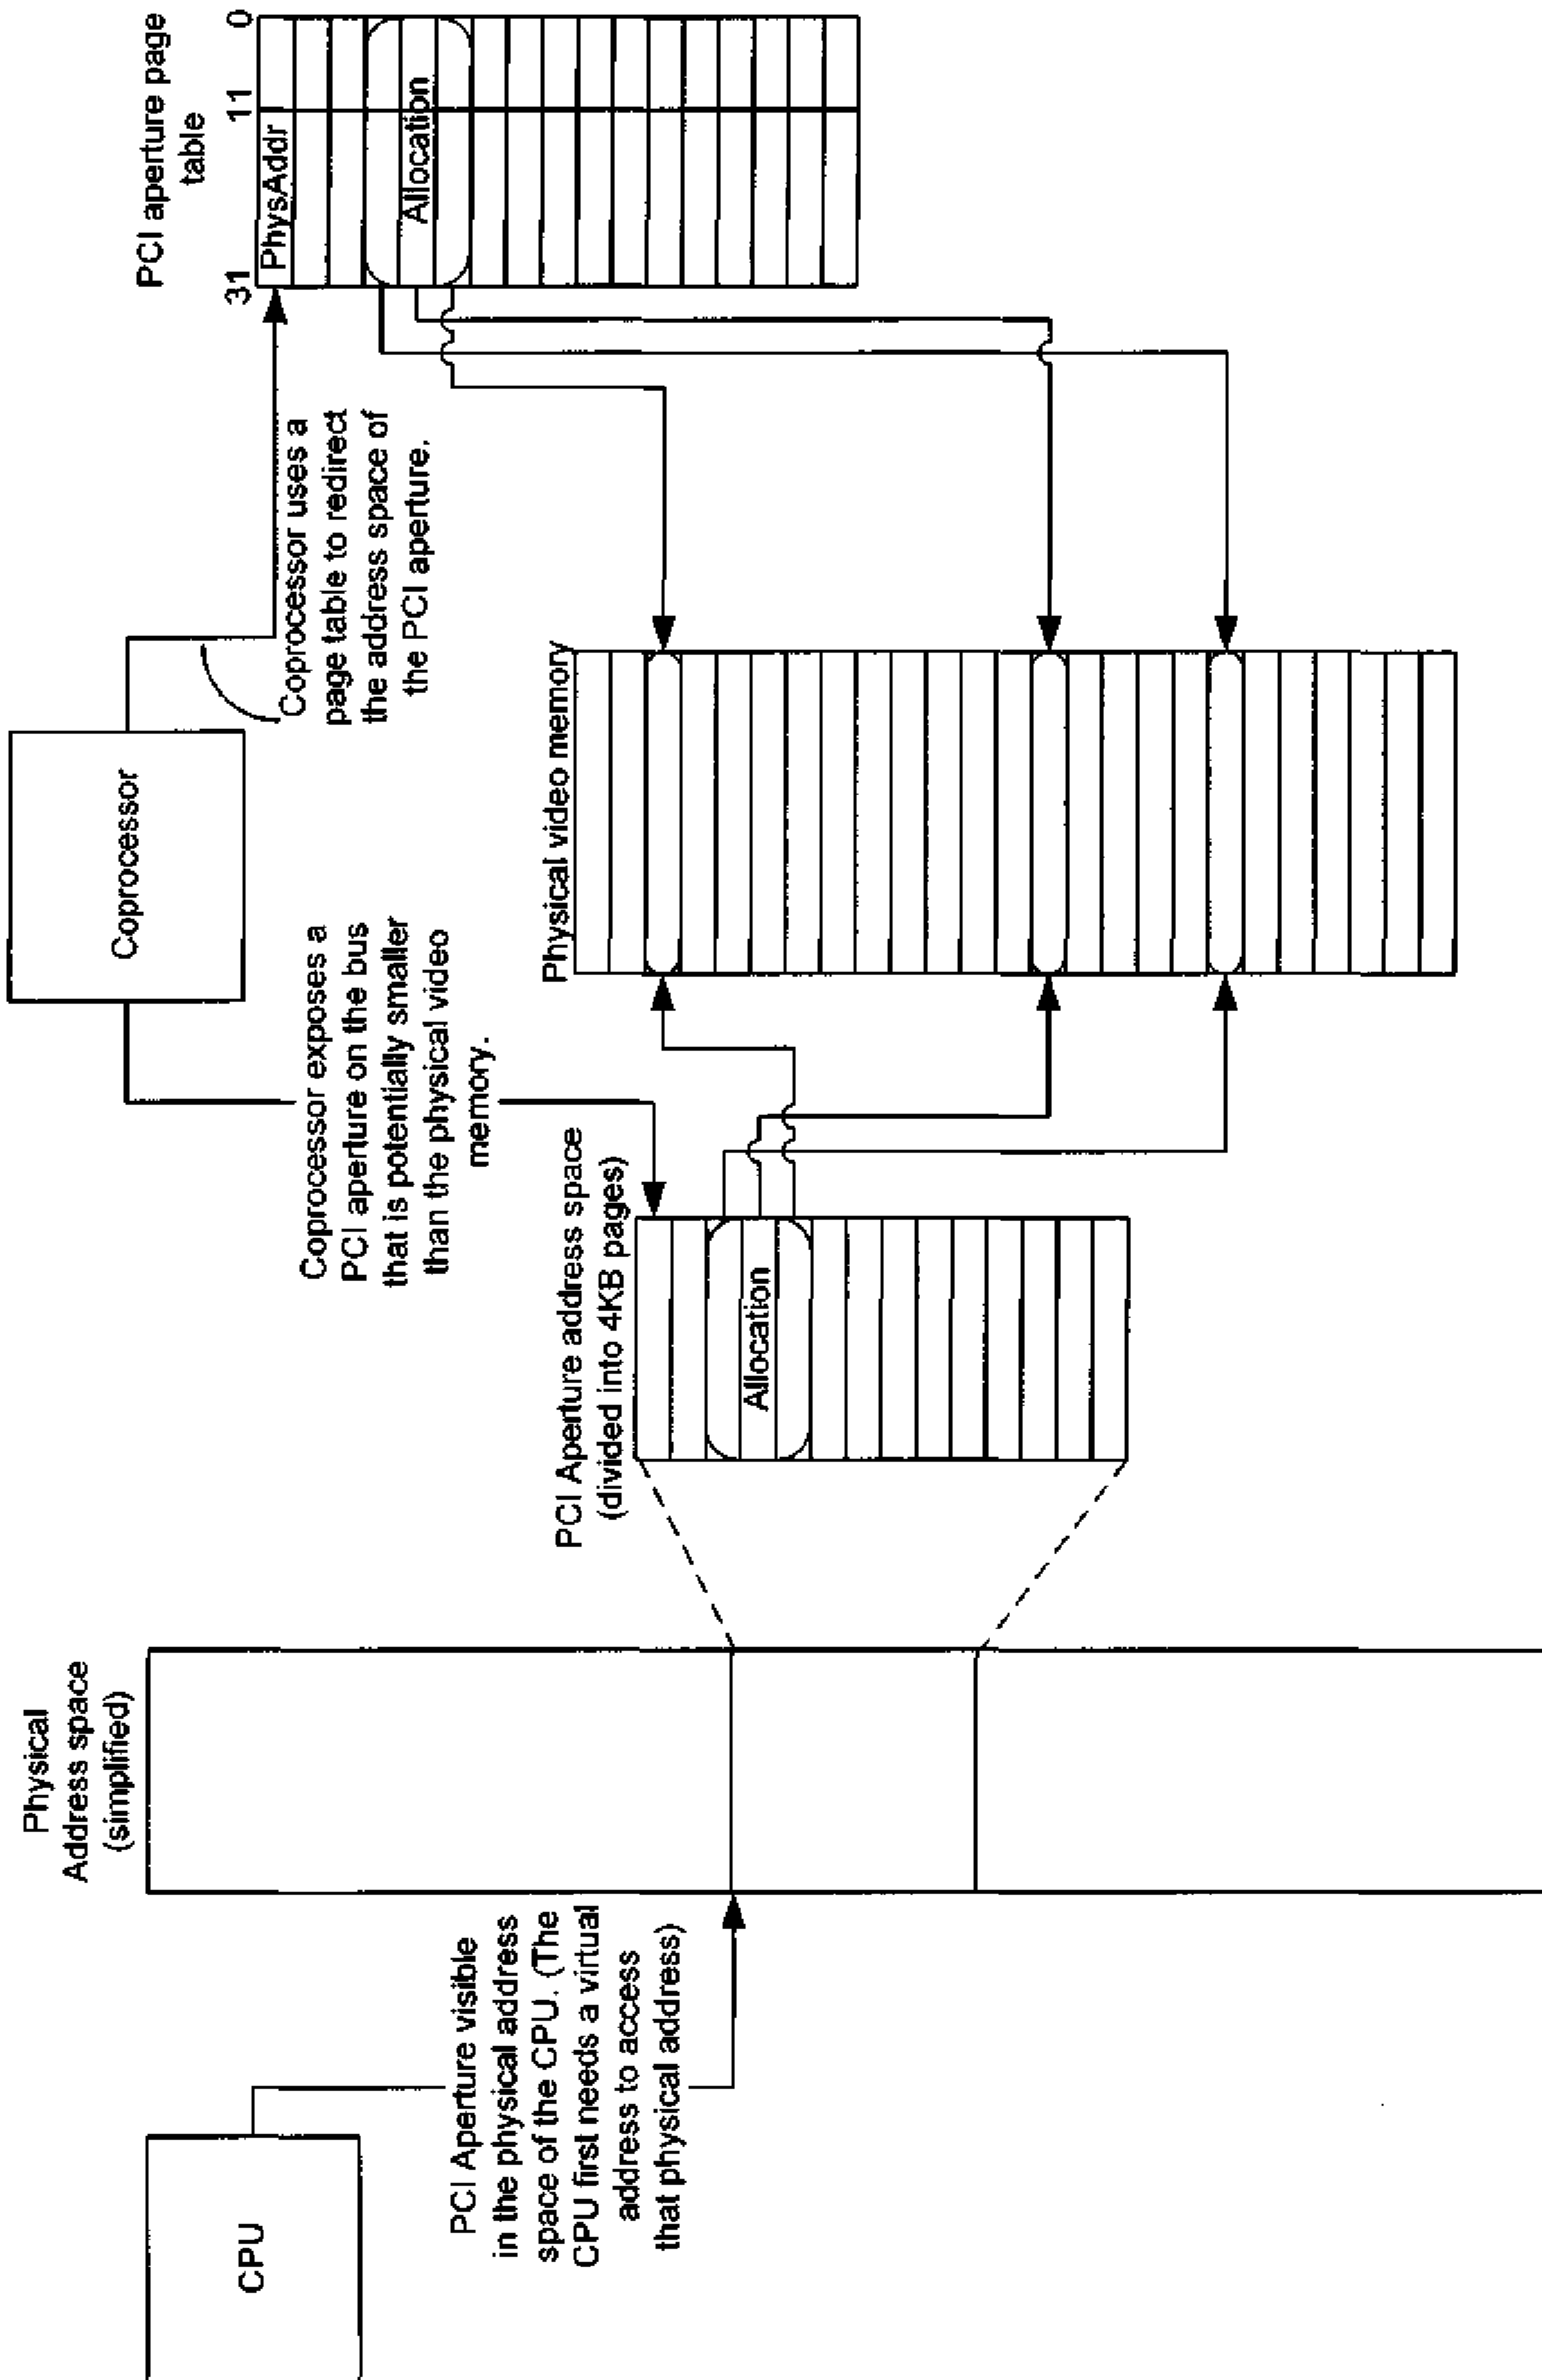 CPU
PCI Aperture visible
in the physical address
space of the CPU. (The
CPU first needs a virtual
address to access
that physical address)
Physical
Address space
(simplified)
PCI Aperture address space
(divided into 4KB pages)
Allocation
Coprocessor exposes a
PCI aperture on the bus
that is potentially smaller
than the physical video
memory.
Coprocessor
Physical video memory
Coprocessor uses a
page table to redirect
the address space of
the PCI aperture.
PCI aperture page
table
31 11 0
PhysAddr
Allocation